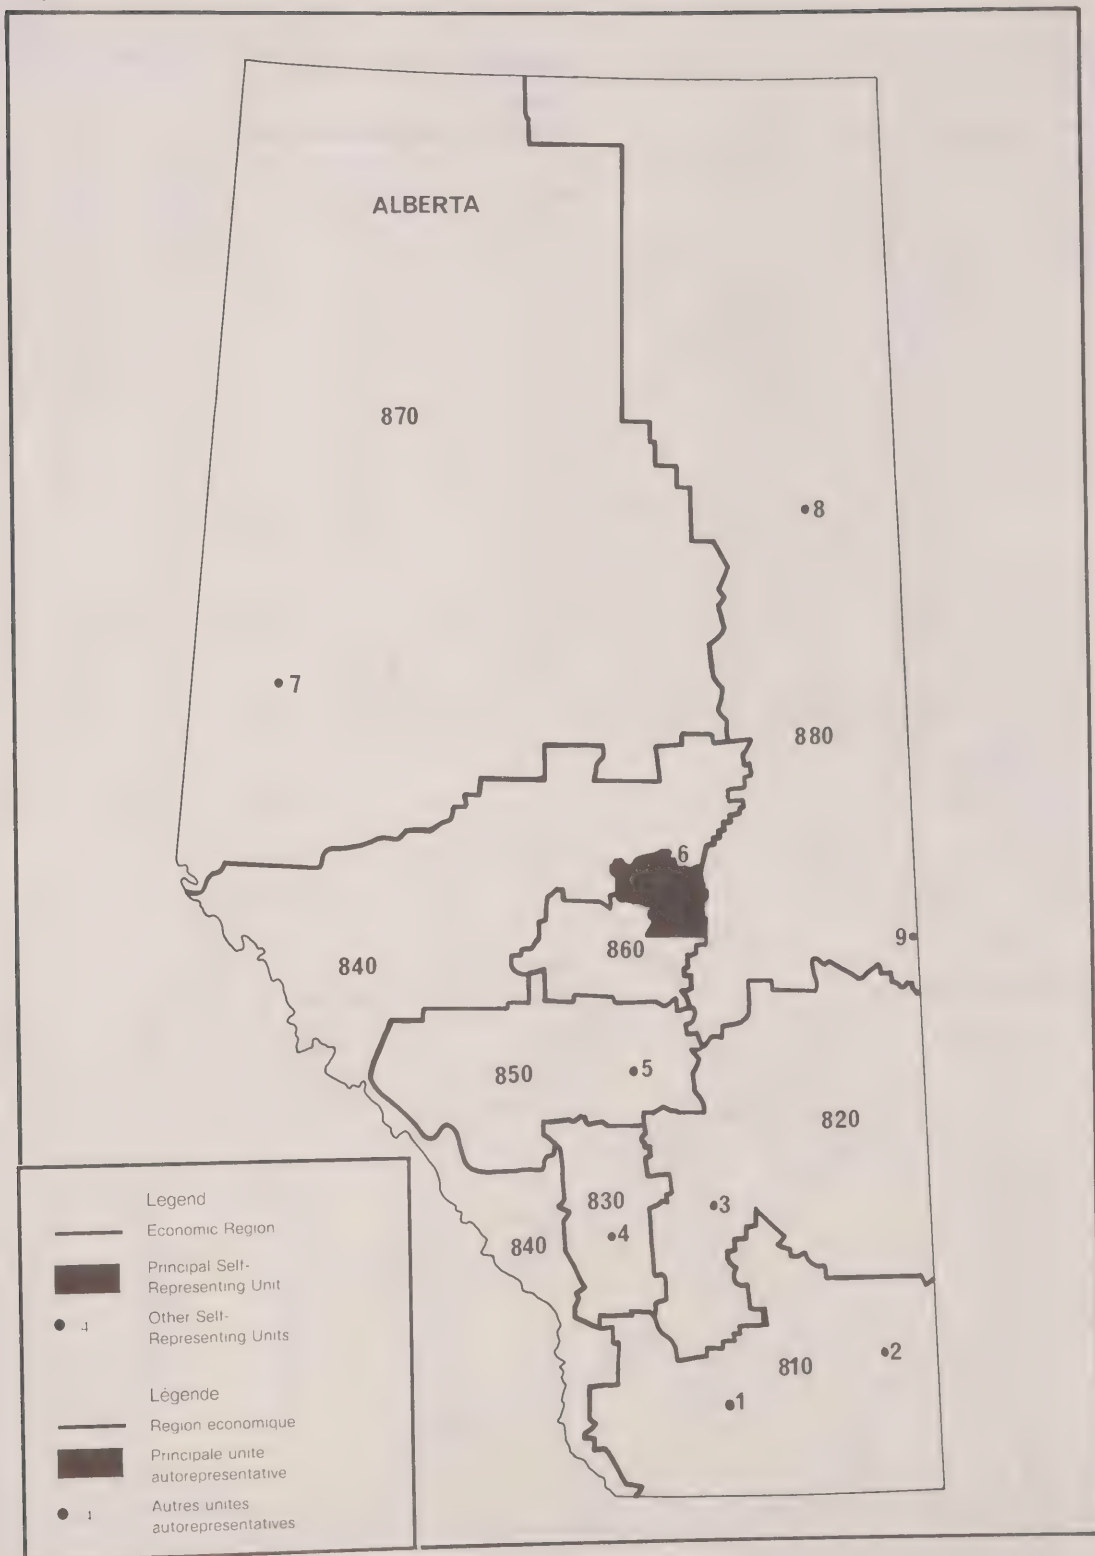 ALBERTA
870
8
7
880
6
9
860
840
850
5
820
830
3
4
840
810
2
1
Legend
Economic Region
Principal Self-
Representing Unit
Other Self-
Representing Units
Légende
Region economique
Principale unite
autorepresentative
1
Autres unites
autorepresentatives